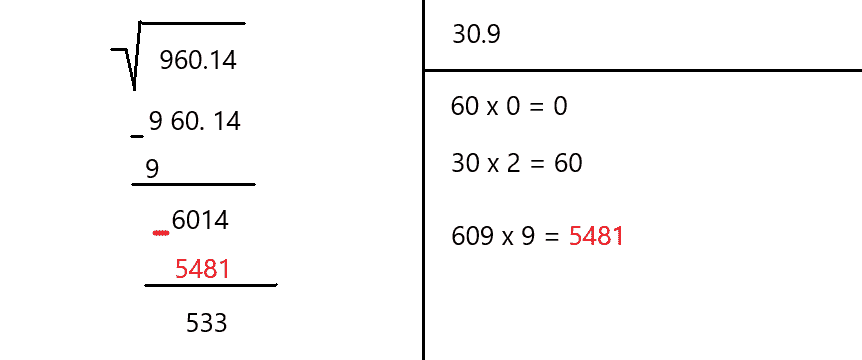 √960.14
- 9 60. 14
9
- 6014
5481
533
30.9
60 x 0 = 0
30 x 2 = 60
609 x 9 = 5481